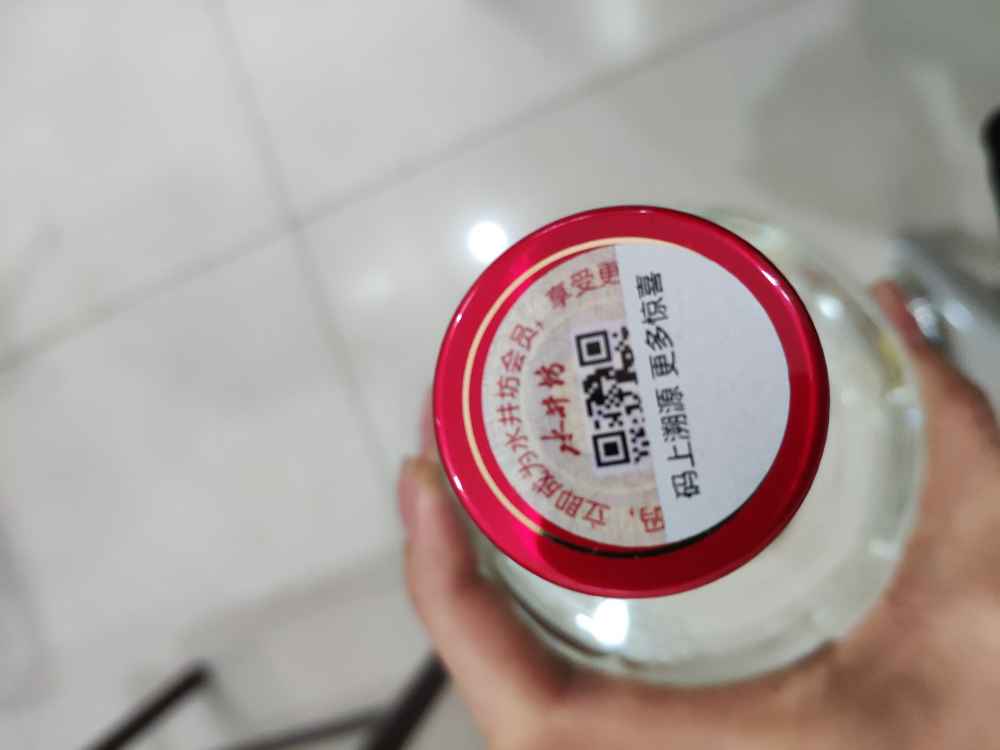 立即成为水井坊会员，享受更
水井坊
码上溯源 更多惊喜